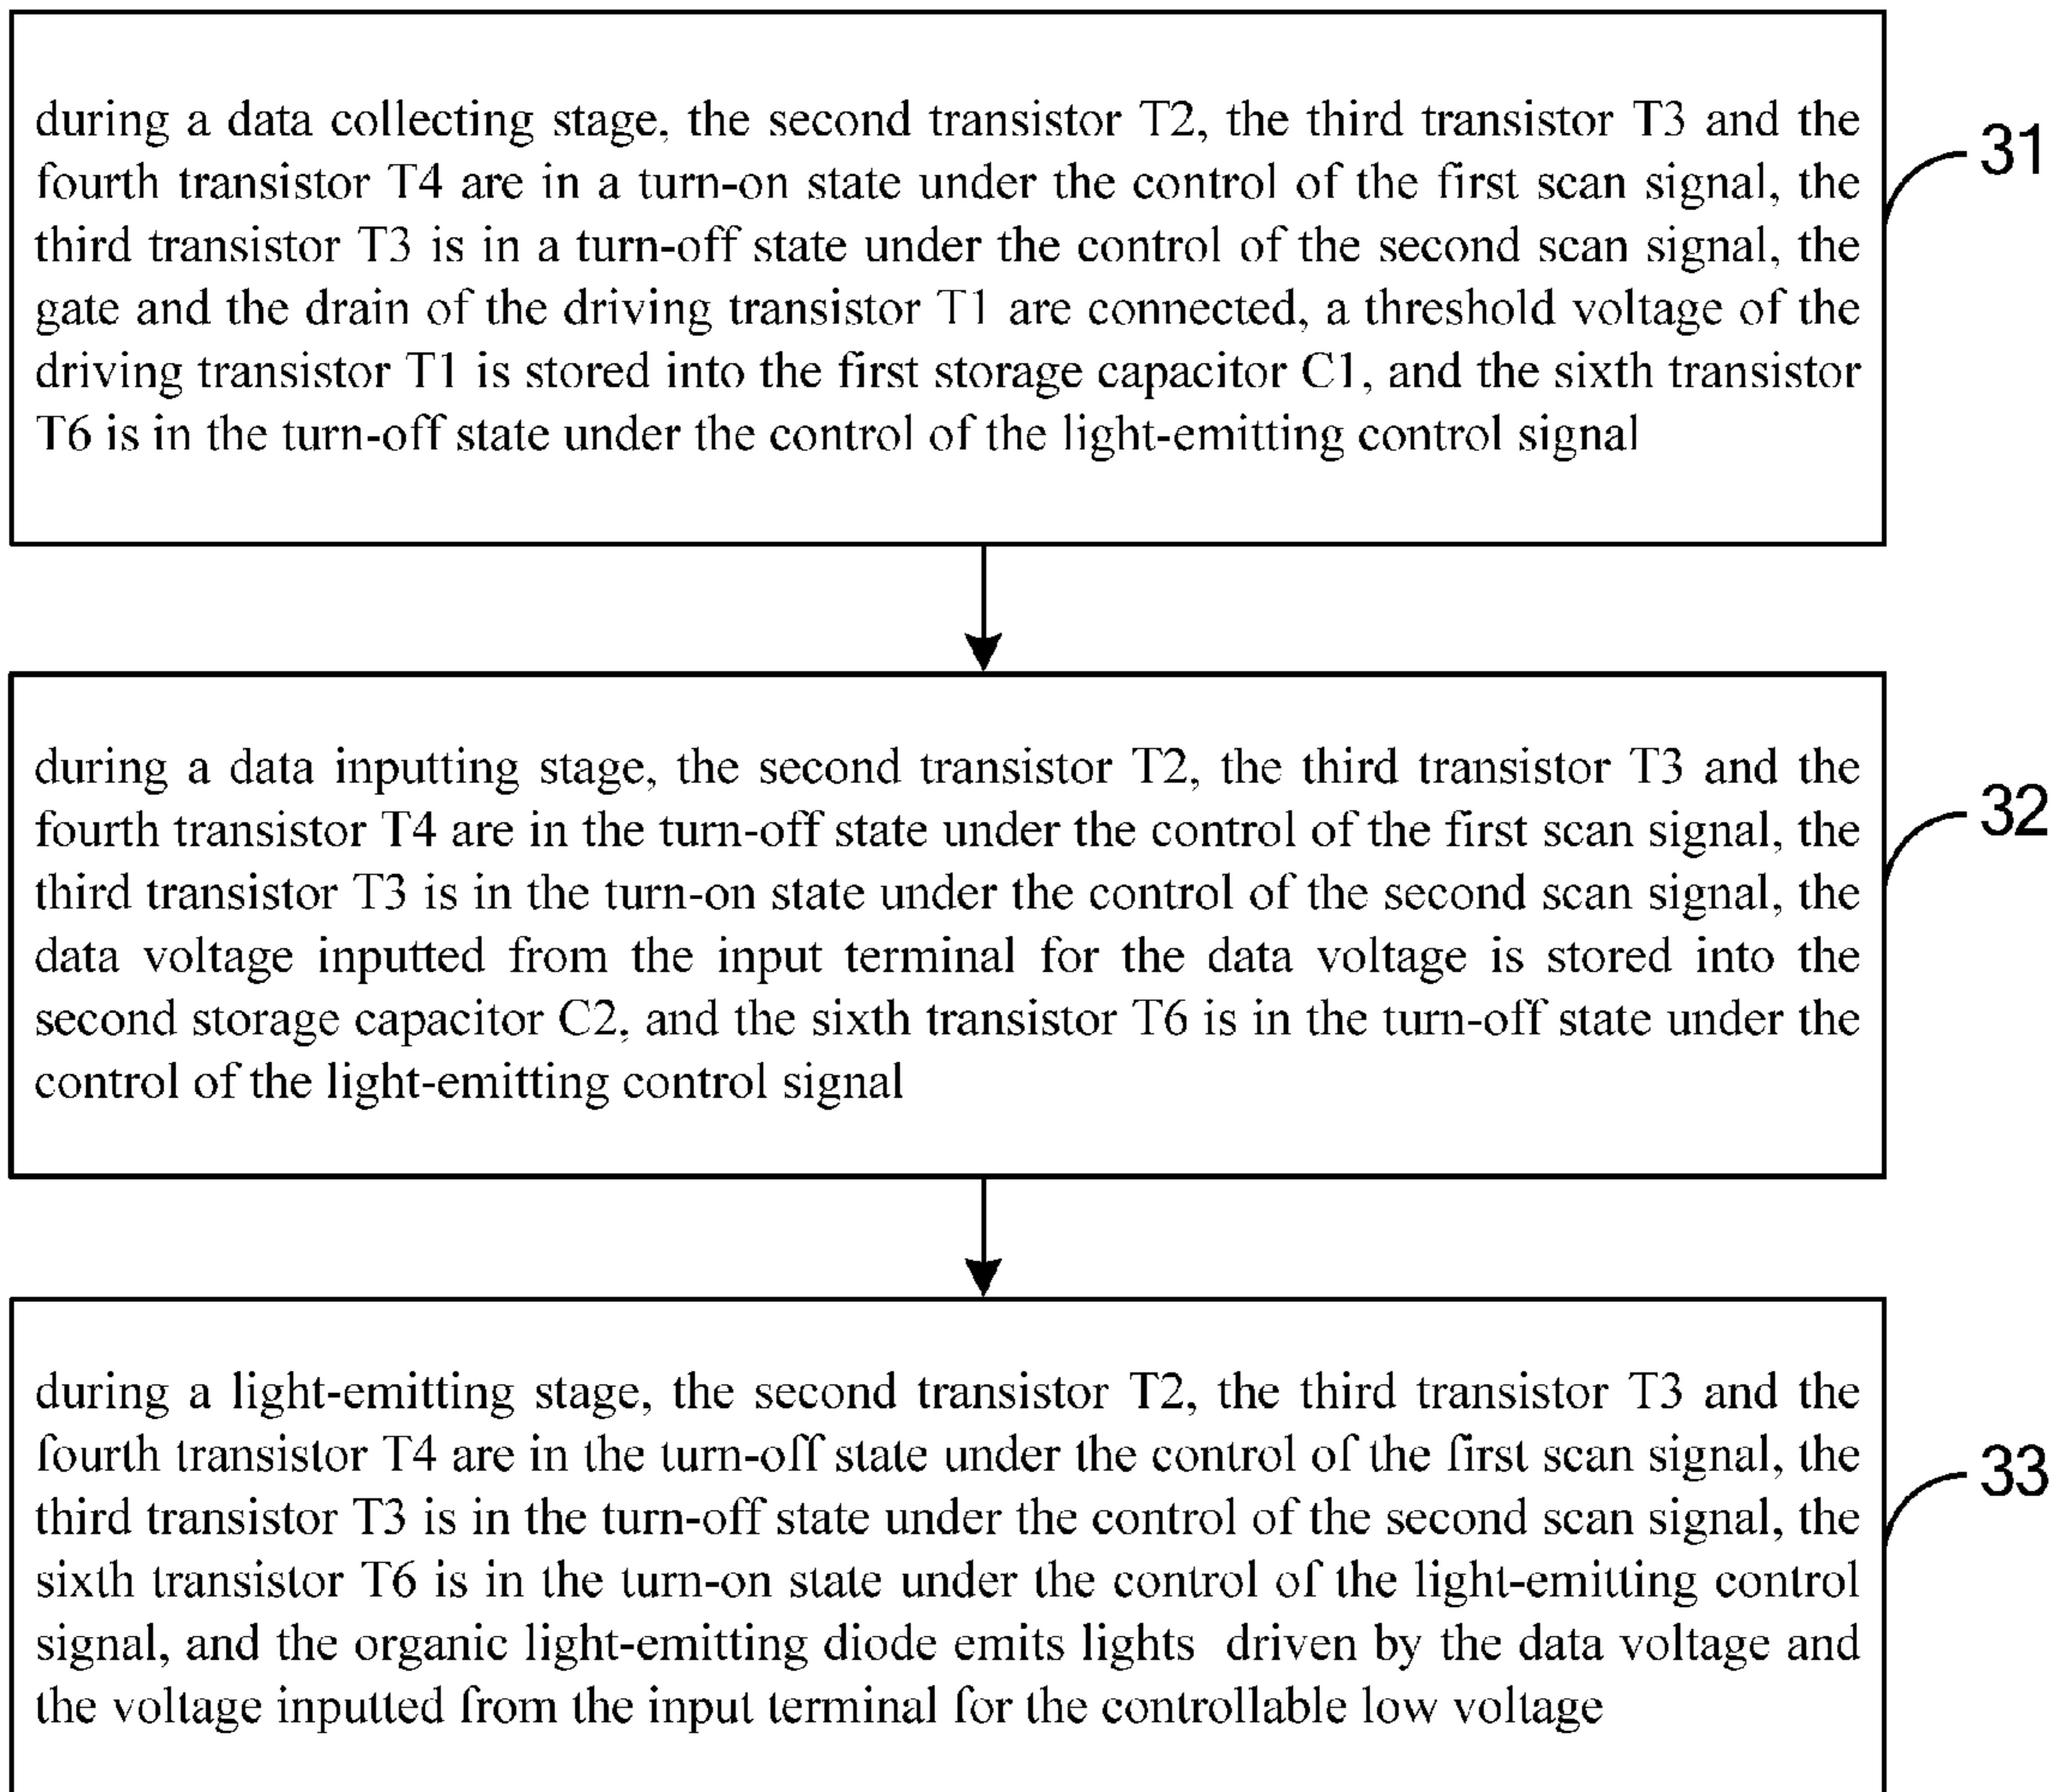 during a data collecting stage, the second transistor T2, the third transistor T3 and the
fourth transistor T4 are in a turn-on state under the control of the first scan signal, the
third transistor T3 is in a turn-off state under the control of the second scan signal, the
gate and the drain of the driving transistor T1 are connected, a threshold voltage of the
driving transistor T1 is stored into the first storage capacitor C1, and the sixth transistor
T6 is in the turn-off state under the control of the light-emitting control signal
31
during a data inputting stage, the second transistor T2, the third transistor T3 and the
fourth transistor T4 are in the turn-off state under the control of the first scan signal, the
third transistor T3 is in the turn-on state under the control of the second scan signal, the
data voltage inputted from the input terminal for the data voltage is stored into the
second storage capacitor C2, and the sixth transistor T6 is in the turn-off state under the
control of the light-emitting control signal
32
during a light-emitting stage, the second transistor T2, the third transistor T3 and the
fourth transistor T4 are in the turn-off state under the control of the first scan signal, the
third transistor T3 is in the turn-off state under the control of the second scan signal, the
sixth transistor T6 is in the turn-on state under the control of the light-emitting control
signal, and the organic light-emitting diode emits lights driven by the data voltage and
the voltage inputted from the input terminal for the controllable low voltage
33